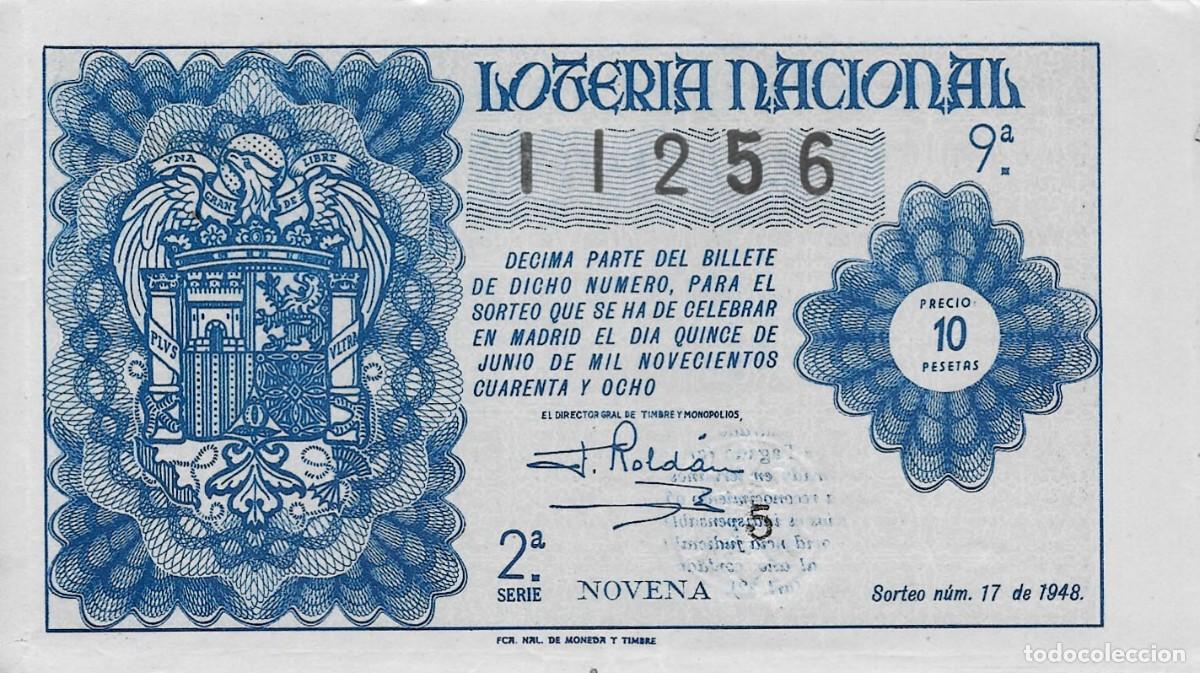 LOTERIA NACIONAL
11256
9ª
UNA GRANDE LIBRE
DECIMA PARTE DEL BILLETE
DE DICHO NUMERO, PARA EL
SORTEO QUE SE HA DE CELEBRAR
EN MADRID EL DIA QUINCE DE
JUNIO DE MIL NOVECIENTOS
CUARENTA Y OCHO
PRECIO
10
PESETAS
PLVS VLTRA
EL DIRECTOR GRAL DE TIMBRE Y MONOPOLIOS,
J. Roldán
5
2ª
SERIE
NOVENA
Sorteo núm. 17 de 1948.
FCA. NAL. DE MONEDA Y TIMBRE
todocoleccion